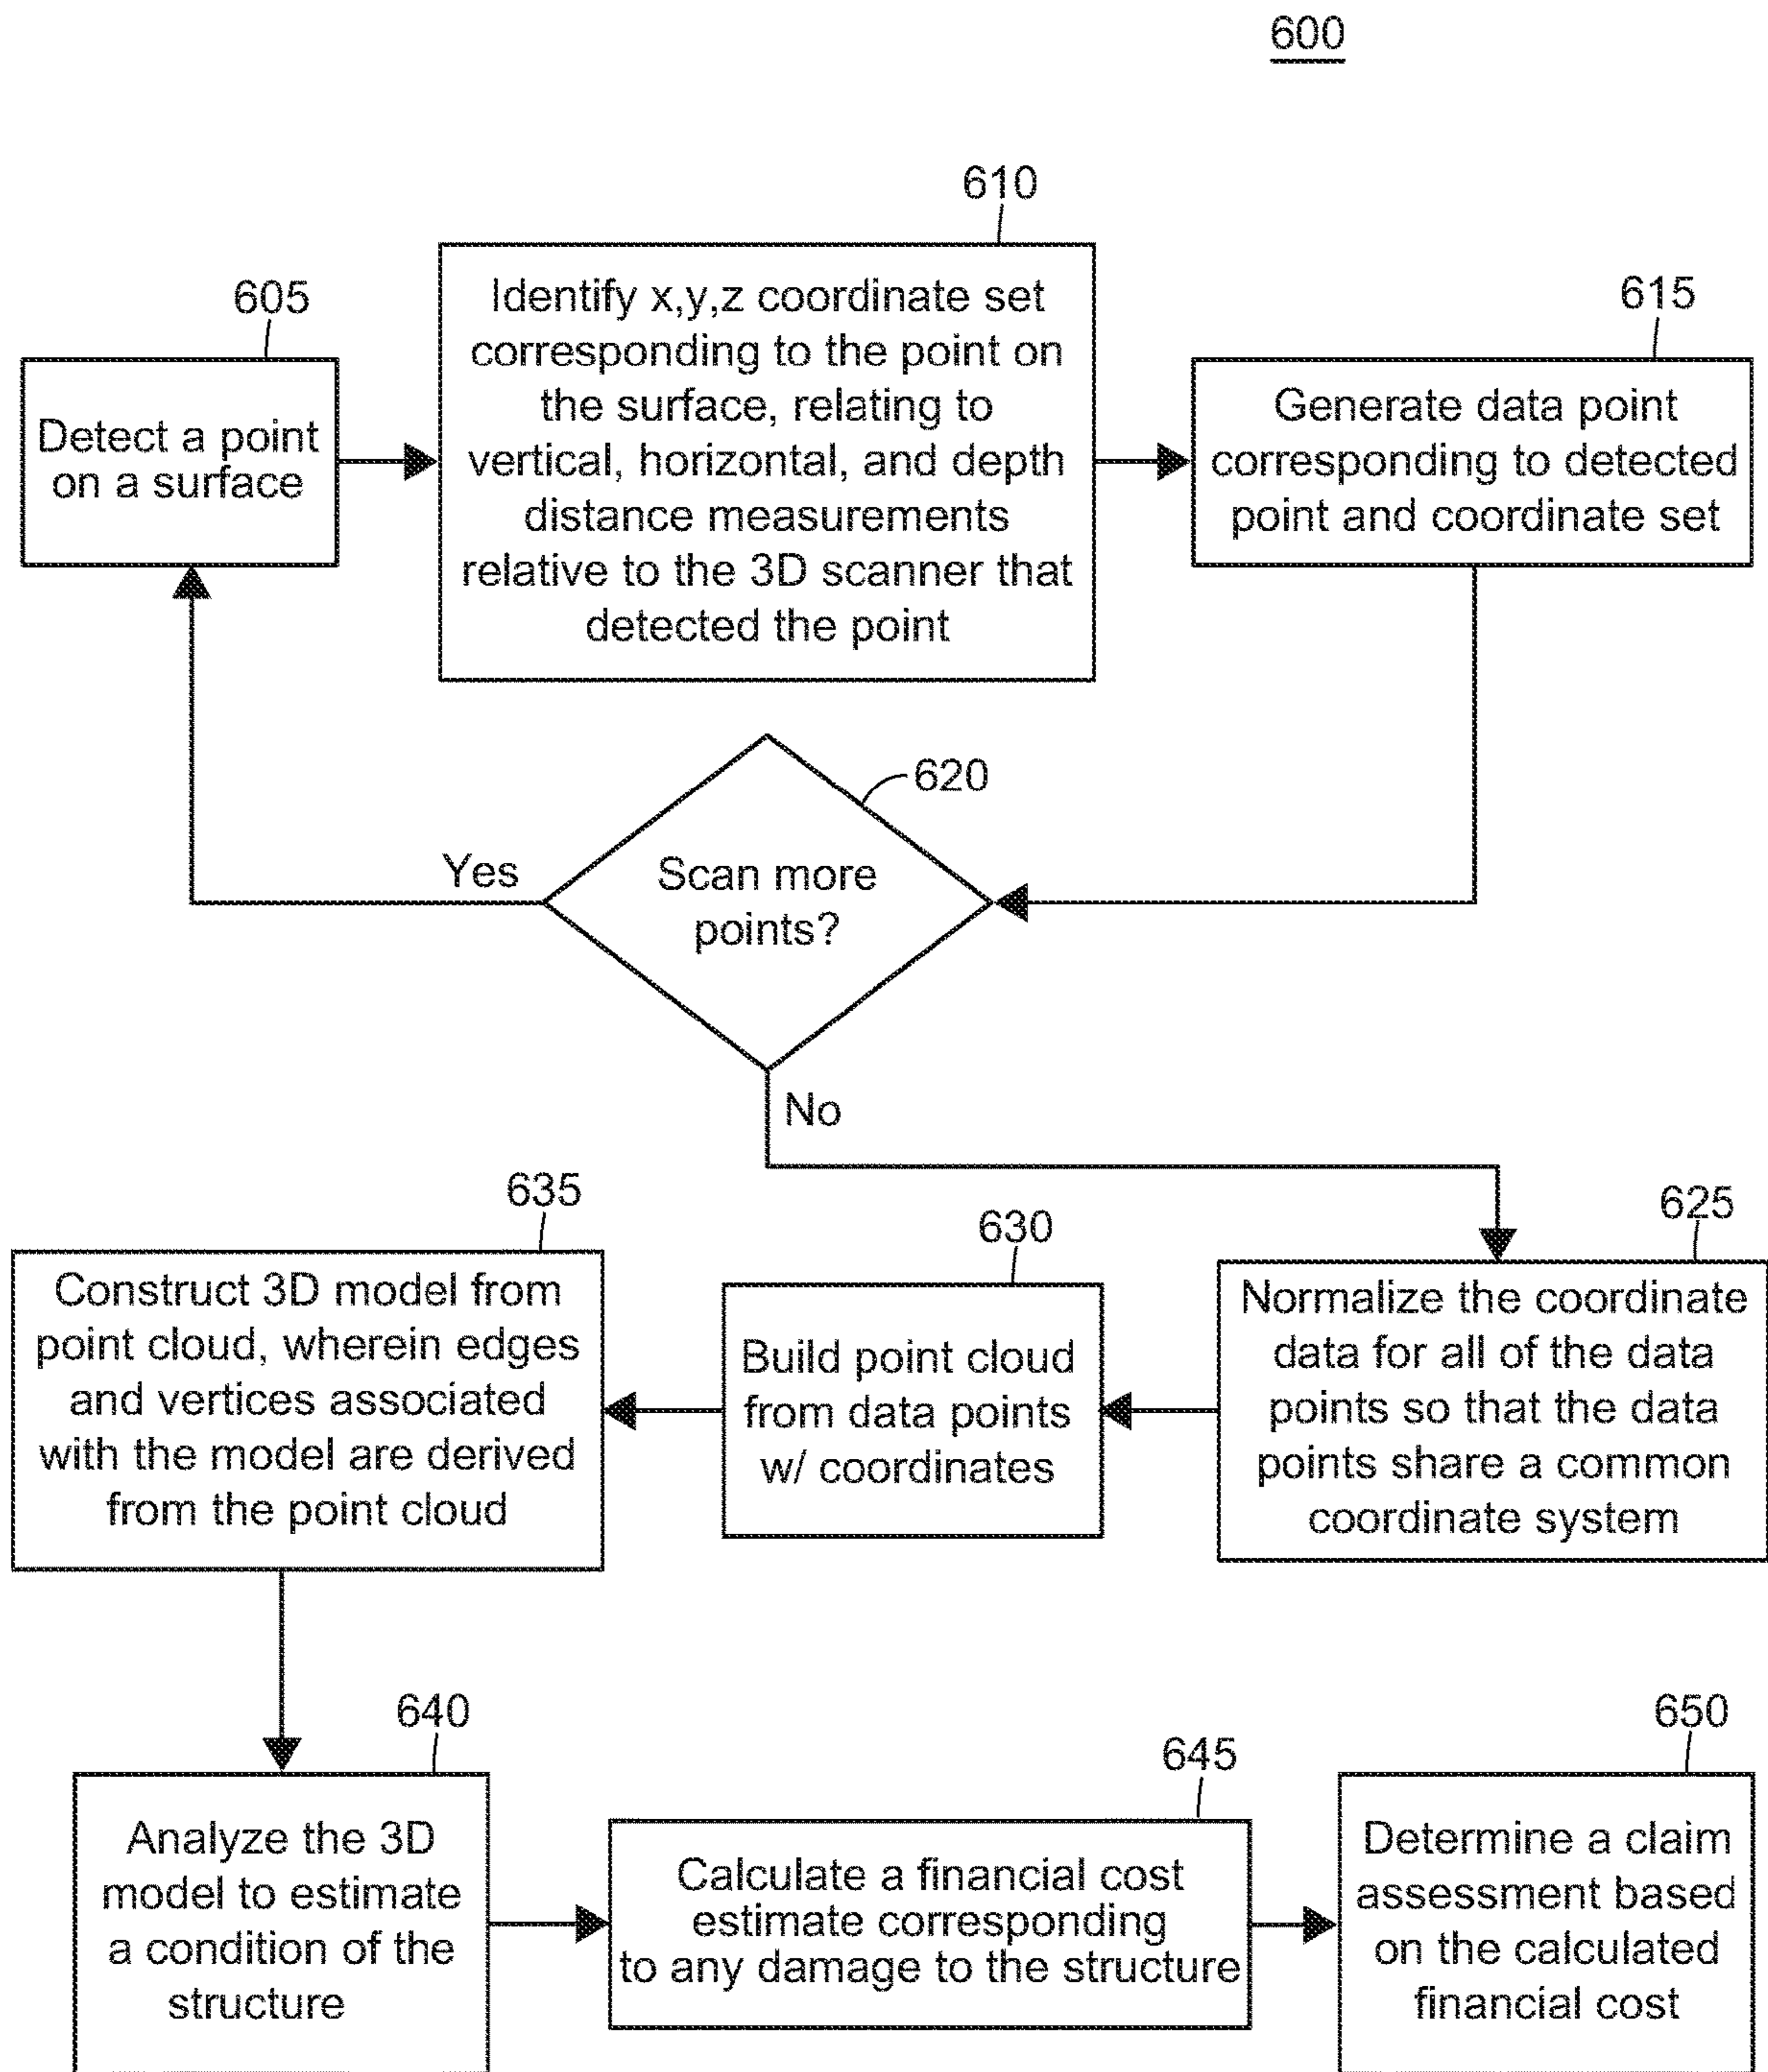 600
605
Detect a point
on a surface
610
Identify x,y,z coordinate set
corresponding to the point on
the surface, relating to
vertical, horizontal, and depth
distance measurements
relative to the 3D scanner that
detected the point
615
Generate data point
corresponding to detected
point and coordinate set
620
Scan more
points?
Yes
No
625
Normalize the coordinate
data for all of the data
points so that the data
points share a common
coordinate system
630
Build point cloud
from data points
w/ coordinates
635
Construct 3D model from
point cloud, wherein edges
and vertices associated
with the model are derived
from the point cloud
640
Analyze the 3D
model to estimate
a condition of the
structure
645
Calculate a financial cost
estimate corresponding
to any damage to the structure
650
Determine a claim
assessment based
on the calculated
financial cost